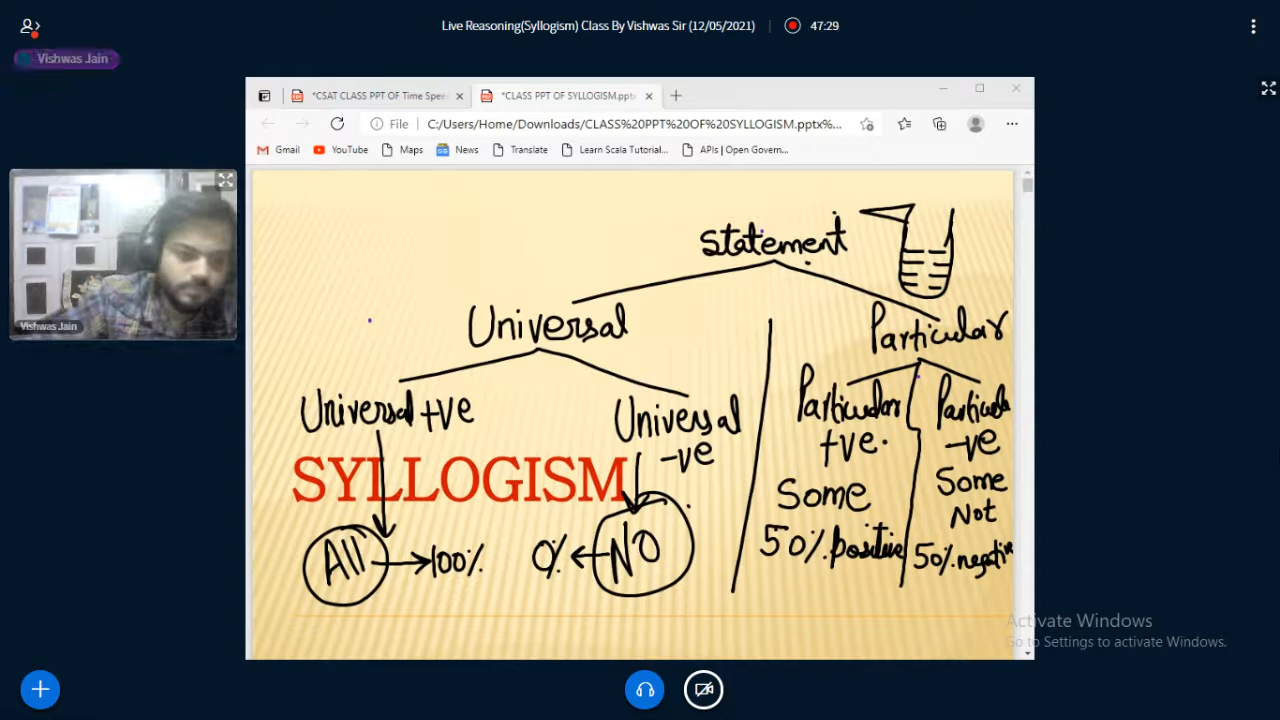 Live Reasoning(Syllogism) Class By Vishwas Sir (12/05/2021)
47:29
Vishwas Jain
*CSAT CLASS PPT OF Time Spee
*CLASS PPT OF SYLLOGISM.ppt
File
C:/Users/Home/Downloads/CLASS%20PPT%20OF%20SYLLOGISM.pptx%...
Gmail YouTube Maps News Translate Learn Scala Tutorial... APIs | Open Govern...
Vishwas Jain
Statement
Universal Particular
Universal +ve
Universal
-ve
Particular
+ve.
Some
50% positive
Particula
-ve
Some
Not
50% negati
SYLLOGISM
All 100% 0% NO
Activate Windows
Go to Settings to activate Windows.